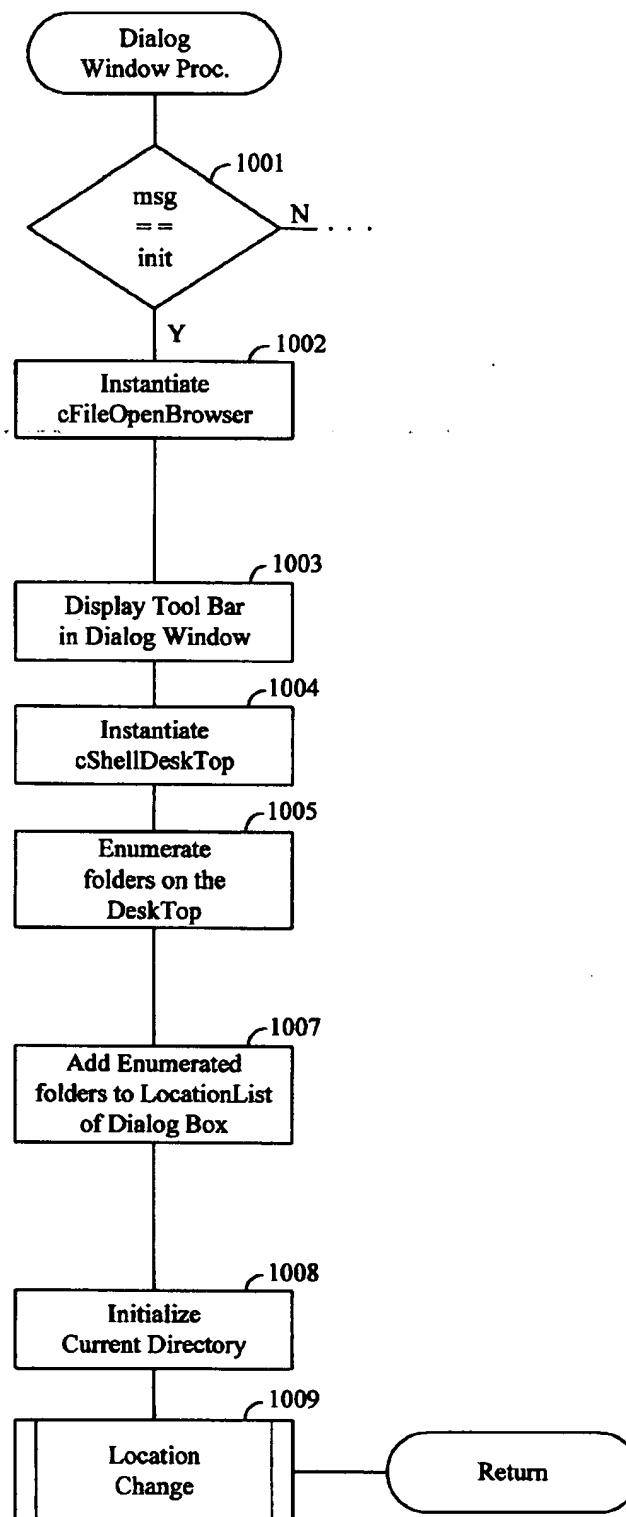 Dialog
Window Proc.
1001
msg
==
init
N . . . .
Y
1002
Instantiate
cFileOpenBrowser
1003
Display Tool Bar
in Dialog Window
1004
Instantiate
cShellDeskTop
1005
Enumerate
folders on the
DeskTop
1007
Add Enumerated
folders to LocationList
of Dialog Box
1008
Initialize
Current Directory
1009
Location
Change
Return